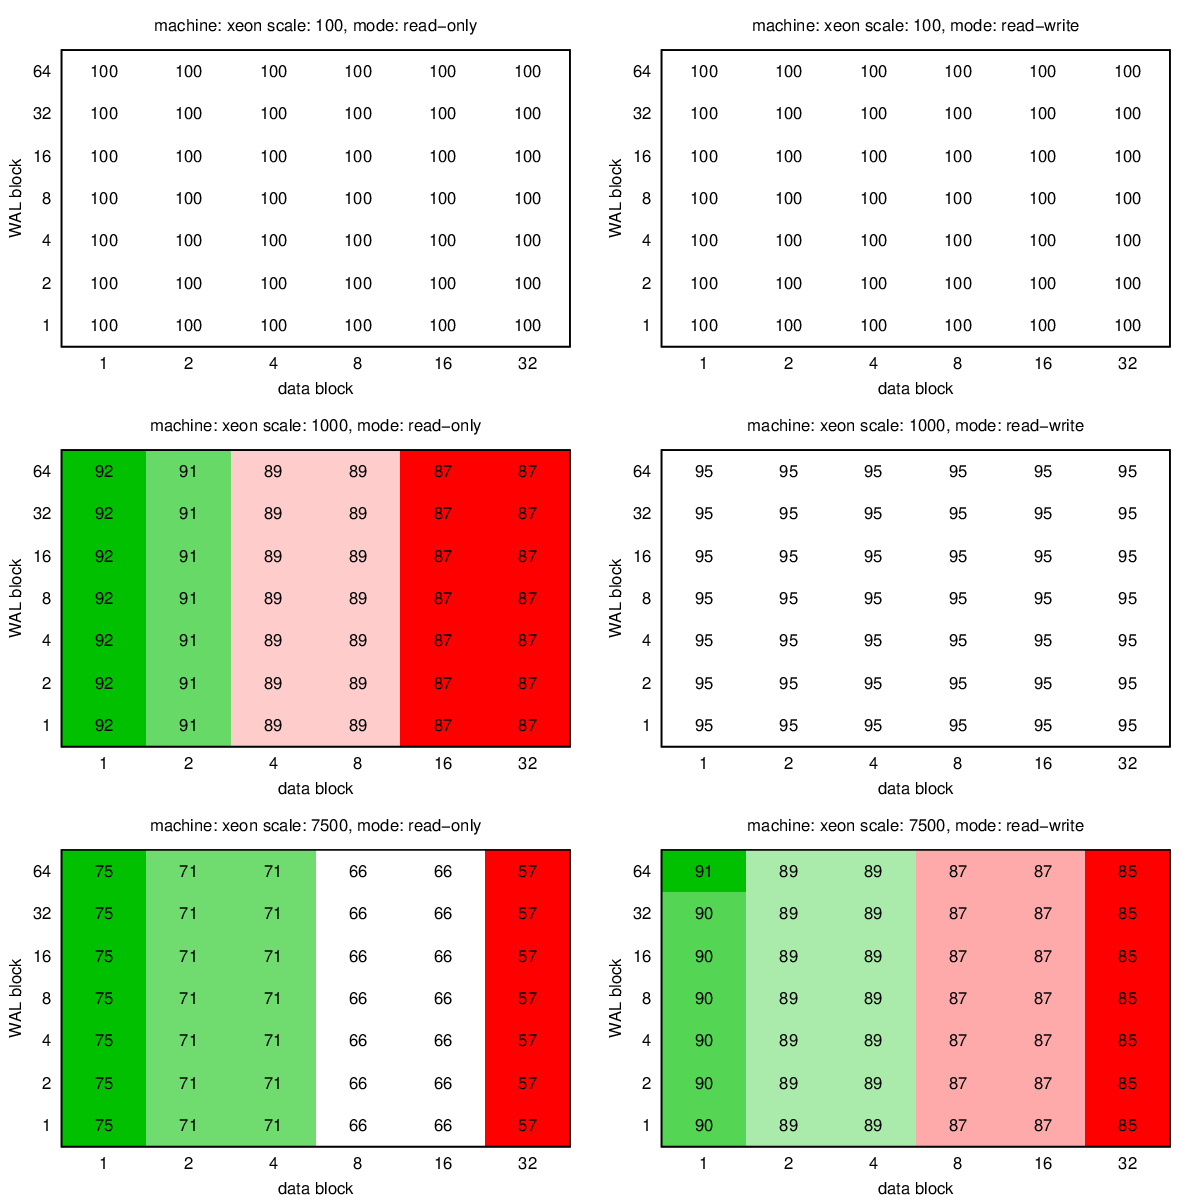 machine: xeon scale: 100, mode: read−only
64 100 100 100 100 100 100
32 100 100 100 100 100 100
16 100 100 100 100 100 100
8 100 100 100 100 100 100
4 100 100 100 100 100 100
2 100 100 100 100 100 100
1 100 100 100 100 100 100
WAL block
1 2 4 8 16 32
data block
machine: xeon scale: 100, mode: read−write
64 100 100 100 100 100 100
32 100 100 100 100 100 100
16 100 100 100 100 100 100
8 100 100 100 100 100 100
4 100 100 100 100 100 100
2 100 100 100 100 100 100
1 100 100 100 100 100 100
WAL block
1 2 4 8 16 32
data block
machine: xeon scale: 1000, mode: read−only
64 92 91 89 89 87 87
32 92 91 89 89 87 87
16 92 91 89 89 87 87
8 92 91 89 89 87 87
4 92 91 89 89 87 87
2 92 91 89 89 87 87
1 92 91 89 89 87 87
WAL block
1 2 4 8 16 32
data block
machine: xeon scale: 1000, mode: read−write
64 95 95 95 95 95 95
32 95 95 95 95 95 95
16 95 95 95 95 95 95
8 95 95 95 95 95 95
4 95 95 95 95 95 95
2 95 95 95 95 95 95
1 95 95 95 95 95 95
WAL block
1 2 4 8 16 32
data block
machine: xeon scale: 7500, mode: read−only
64 75 71 71 66 66 57
32 75 71 71 66 66 57
16 75 71 71 66 66 57
8 75 71 71 66 66 57
4 75 71 71 66 66 57
2 75 71 71 66 66 57
1 75 71 71 66 66 57
WAL block
1 2 4 8 16 32
data block
machine: xeon scale: 7500, mode: read−write
64 91 89 89 87 87 85
32 90 89 89 87 87 85
16 90 89 89 87 87 85
8 90 89 89 87 87 85
4 90 89 89 87 87 85
2 90 89 89 87 87 85
1 90 89 89 87 87 85
WAL block
1 2 4 8 16 32
data block